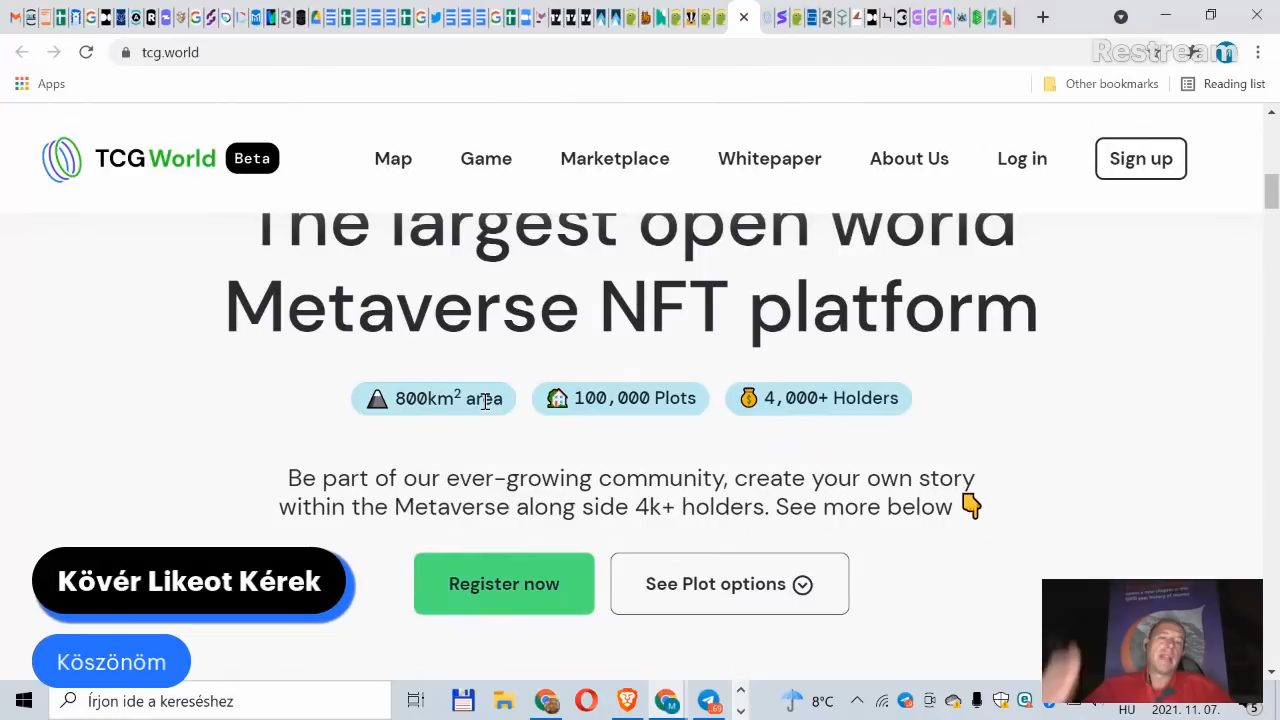 tcg.world
Restream
Apps
Other bookmarks
Reading list
TCG World Beta
Map
Game
Marketplace
Whitepaper
About Us
Log in
Sign up
The largest open world
Metaverse NFT platform
800km² area
100,000 Plots
4,000+ Holders
Be part of our ever-growing community, create your own story
within the Metaverse along side 4k+ holders. See more below
Register now
See Plot options
Kövér Likeot Kérek
Köszönöm
Írjon ide a kereséshez
69
8°C
HU
2021. 11. 07.
5